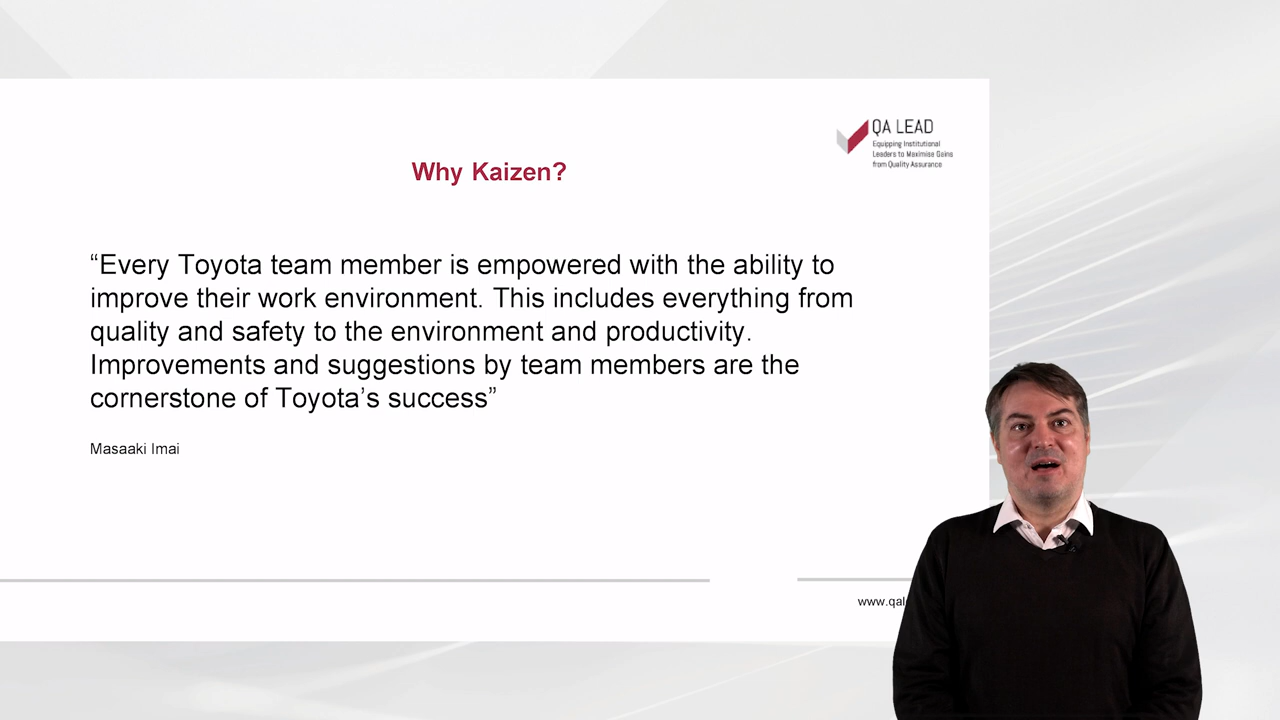 QA LEAD
Equipping Institutional
Leaders to Maximise Gains
from Quality Assurance
Why Kaizen?
“Every Toyota team member is empowered with the ability to
improve their work environment. This includes everything from
quality and safety to the environment and productivity.
Improvements and suggestions by team members are the
cornerstone of Toyota’s success”
Masaaki Imai